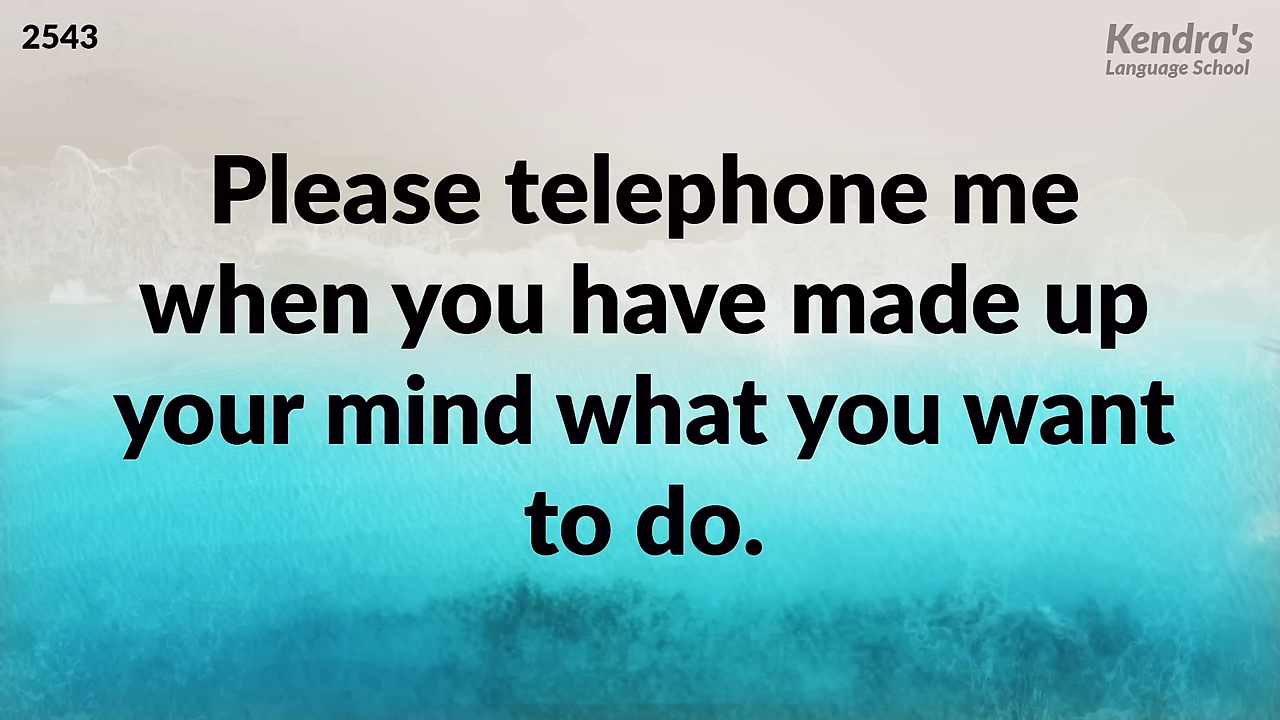 2543
Kendra's
Language School
Please telephone me
when you have made up
your mind what you want
to do.